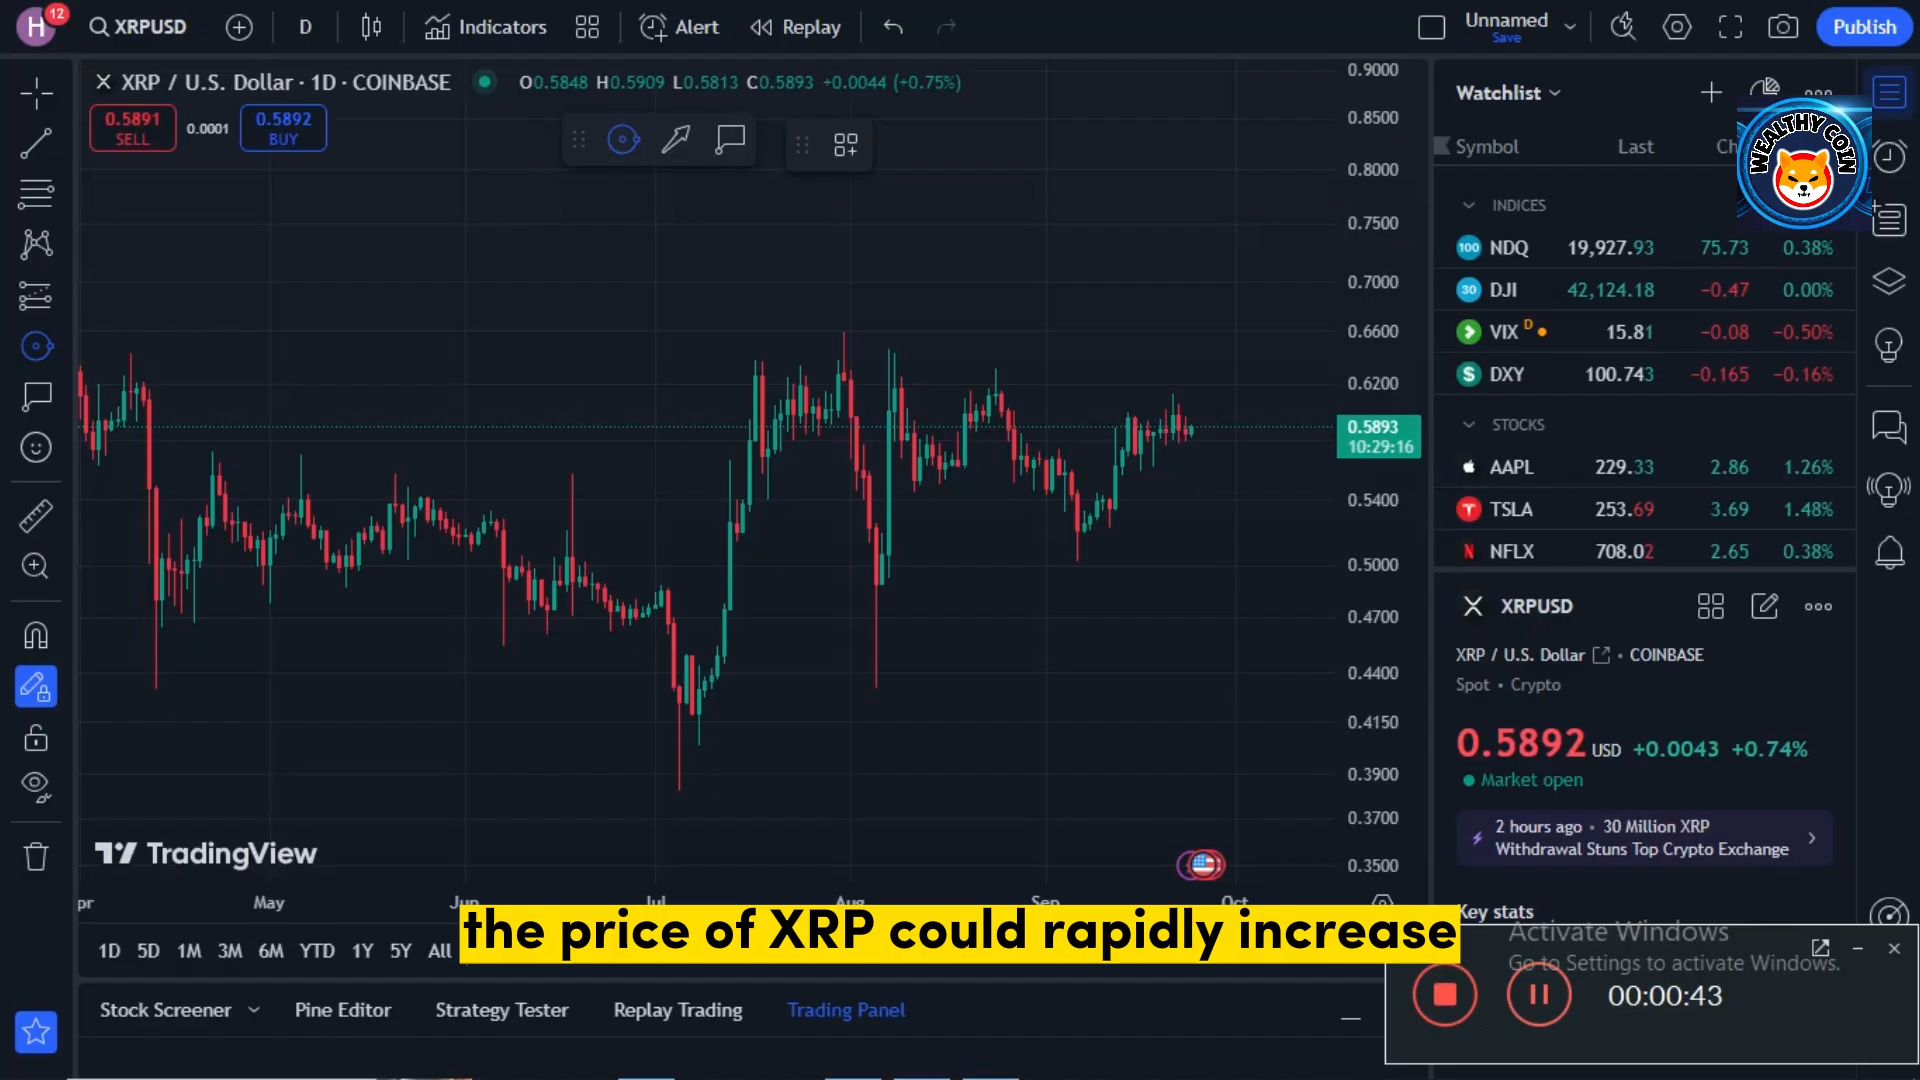 H 12 XRPUSD D Indicators Alert Replay Unnamed Save Publish
XRP / U.S. Dollar · 1D · COINBASE O0.5848 H0.5909 L0.5813 C0.5893 +0.0044 (+0.75%)
0.5891 SELL 0.0001 0.5892 BUY
0.9000
0.8500
0.8000
0.7500
0.7000
0.6600
0.6200
0.5893
10:29:16
0.5400
0.5000
0.4700
0.4400
0.4150
0.3900
0.3700
0.3500
TradingView
May Jun Jul Aug Sep Oct
the price of XRP could rapidly increase
1D 5D 1M 3M 6M YTD 1Y 5Y All
Stock Screener Pine Editor Strategy Tester Replay Trading Trading Panel
Watchlist
WEALTHY COIN
Symbol Last
INDICES
100 NDQ 19,927.93 75.73 0.38%
30 DJI 42,124.18 −0.47 0.00%
VIX D 15.81 −0.08 −0.50%
$ DXY 100.743 −0.165 −0.16%
STOCKS
AAPL 229.33 2.86 1.26%
TSLA 253.69 3.69 1.48%
NFLX 708.02 2.65 0.38%
XRPUSD
XRP / U.S. Dollar • COINBASE
Spot • Crypto
0.5892 USD +0.0043 +0.74%
Market open
2 hours ago • 30 Million XRP
Withdrawal Stuns Top Crypto Exchange
Key stats
Activate Windows
Go to Settings to activate Windows.
00:00:43